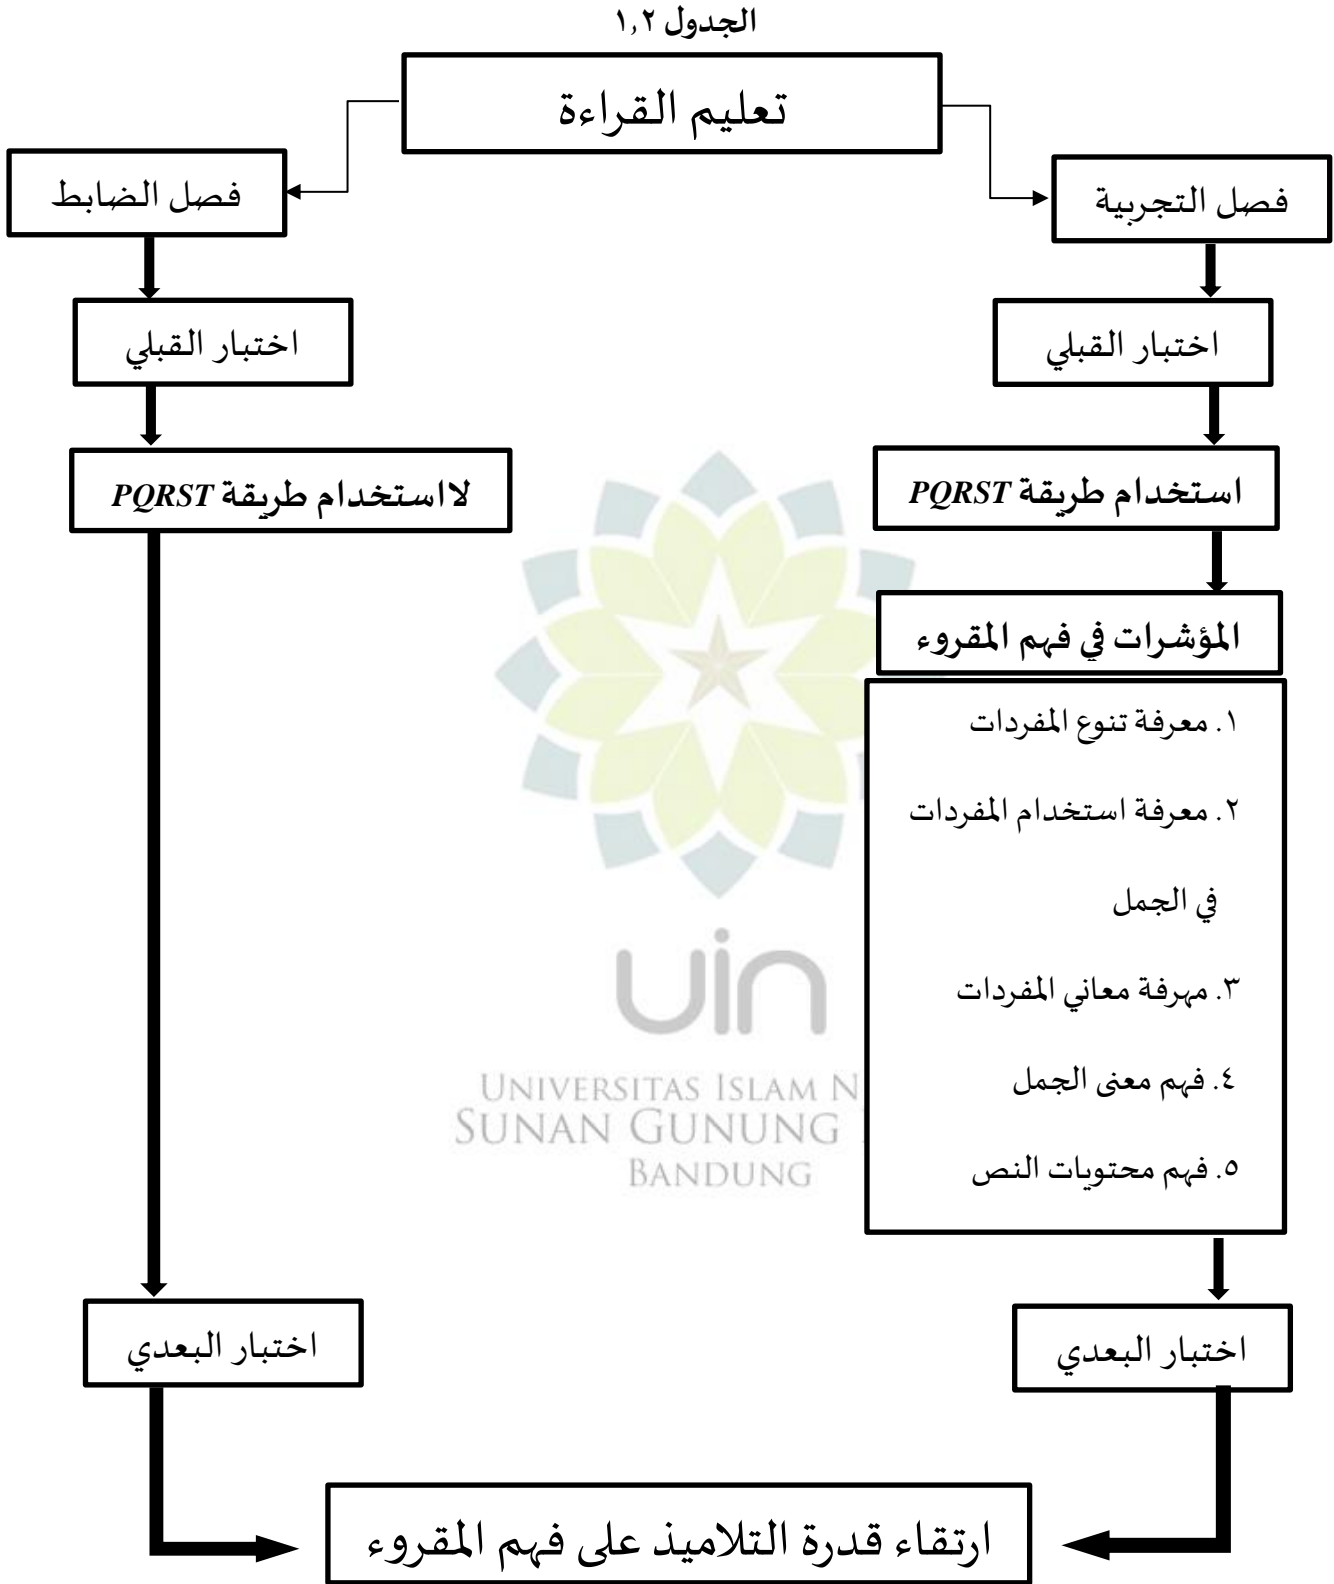 الجدول ١,٢
تعليم القراءة
فصل التجريبية
فصل الضابط
اختبار القبلي
اختبار القبلي
استخدام طريقة PQRST
لااستخدام طريقة PQRST
المؤشرات في فهم المقروء
١. معرفة تنوع المفردات
٢. معرفة استخدام المفردات
في الجمل
٣. مهرفة معاني المفردات
٤. فهم معنى الجمل
٥. فهم محتويات النص
uin
UNIVERSITAS ISLAM N
SUNAN GUNUNG
BANDUNG
اختبار البعدي
اختبار البعدي
ارتقاء قدرة التلاميذ على فهم المقروء